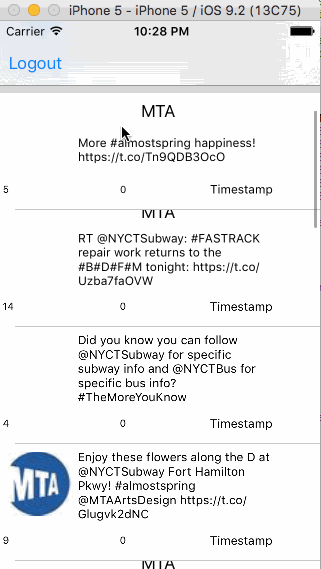 iPhone 5 - iPhone 5 / iOS 9.2 (13C75)
Carrier 10:28 PM
Logout
MTA
More #almostspring happiness!
https://t.co/Tn9QDB3OcO
5 0 Timestamp
MTA
RT @NYCTSubway: #FASTRACK
repair work returns to the
#B#D#F#M tonight: https://t.co/
Uzba7faOVW
14 0 Timestamp
Did you know you can follow
@NYCTSubway for specific
subway info and @NYCTBus for
specific bus info?
#TheMoreYouKnow
4 0 Timestamp
MTA
Enjoy these flowers along the D at
@NYCTSubway Fort Hamilton
Pkwy! #almostspring
@MTAArtsDesign https://t.co/
Glugvk2dNC
9 0 Timestamp
MTA